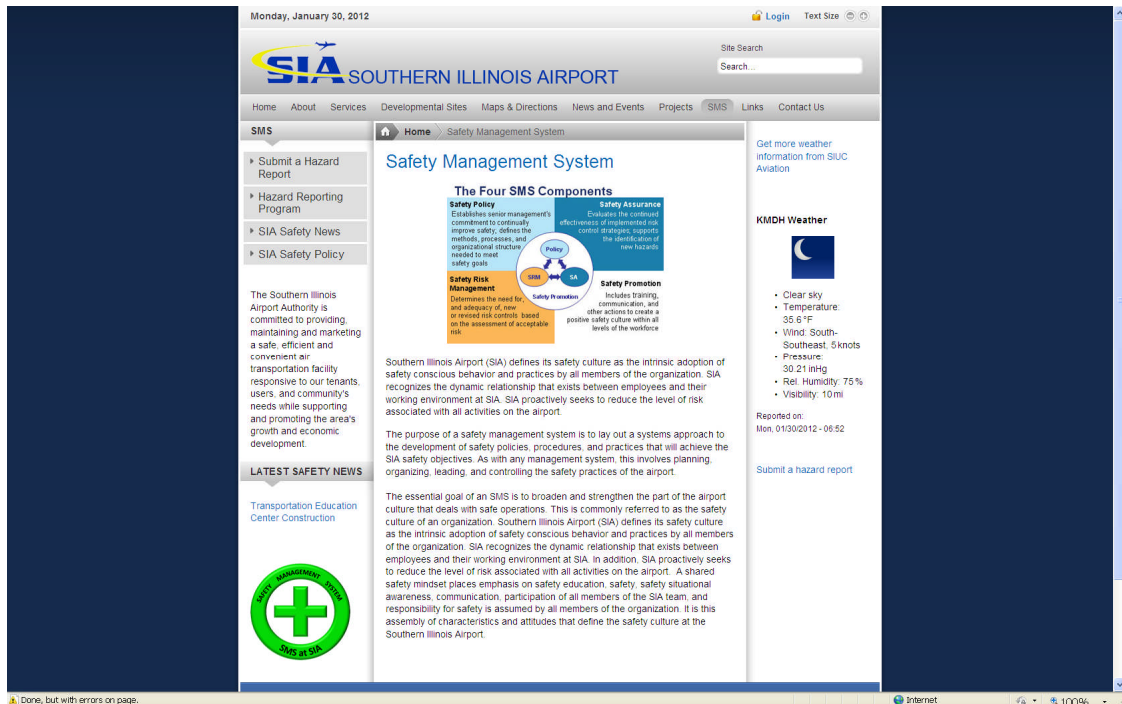 Monday, January 30, 2012
Login
Text Size
SIA SOUTHERN ILLINOIS AIRPORT
Site Search
Search...
Home About Services Developmental Sites Maps & Directions News and Events Projects SMS Links Contact Us
SMS
Submit a Hazard
Report
Hazard Reporting
Program
SIA Safety News
SIA Safety Policy
The Southern Illinois
Airport Authority is
committed to providing,
maintaining and marketing
a safe, efficient and
convenient air
transportation facility
responsive to our tenants,
users, and community's
needs while supporting
and promoting the area's
growth and economic
development.
LATEST SAFETY NEWS
Transportation Education
Center Construction
SAFETY MANAGEMENT SYSTEM
SMS at SIA
Home Safety Management System
Safety Management System
The Four SMS Components
Safety Policy
Establishes senior management's
commitment to continually
improve safety; defines the
methods, processes, and
organizational structure
needed to meet
safety goals
Safety Assurance
Evaluates the continued
effectiveness of implemented risk
control strategies; supports
the identification of
new hazards
Policy
SRM
SA
Safety Promotion
Safety Risk
Management
Determines the need for,
and adequacy of, new
or revised risk controls based
on the assessment of acceptable
risk
Safety Promotion
Includes training,
communication, and
other actions to create a
positive safety culture within all
levels of the workforce
Southern Illinois Airport (SIA) defines its safety culture as the intrinsic adoption of
safety conscious behavior and practices by all members of the organization. SIA
recognizes the dynamic relationship that exists between employees and their
working environment at SIA. SIA proactively seeks to reduce the level of risk
associated with all activities on the airport.
The purpose of a safety management system is to lay out a systems approach to
the development of safety policies, procedures, and practices that will achieve the
SIA safety objectives. As with any management system, this involves planning,
organizing, leading, and controlling the safety practices of the airport.
The essential goal of an SMS is to broaden and strengthen the part of the airport
culture that deals with safe operations. This is commonly referred to as the safety
culture of an organization. Southern Illinois Airport (SIA) defines its safety culture
as the intrinsic adoption of safety conscious behavior and practices by all members
of the organization. SIA recognizes the dynamic relationship that exists between
employees and their working environment at SIA. In addition, SIA proactively seeks
to reduce the level of risk associated with all activities on the airport. A shared
safety mindset places emphasis on safety education, safety, safety situational
awareness, communication, participation of all members of the SIA team, and
responsibility for safety is assumed by all members of the organization. It is this
assembly of characteristics and attitudes that define the safety culture at the
Southern Illinois Airport.
Get more weather
information from SIUC
Aviation
KMDH Weather
Clear sky
Temperature:
35.6 °F
Wind: South-
Southeast, 5 knots
Pressure:
30.21 inHg
Rel. Humidity: 75 %
Visibility: 10 mi
Reported on:
Mon, 01/30/2012 - 06:52
Submit a hazard report
Done, but with errors on page.
Internet
100%